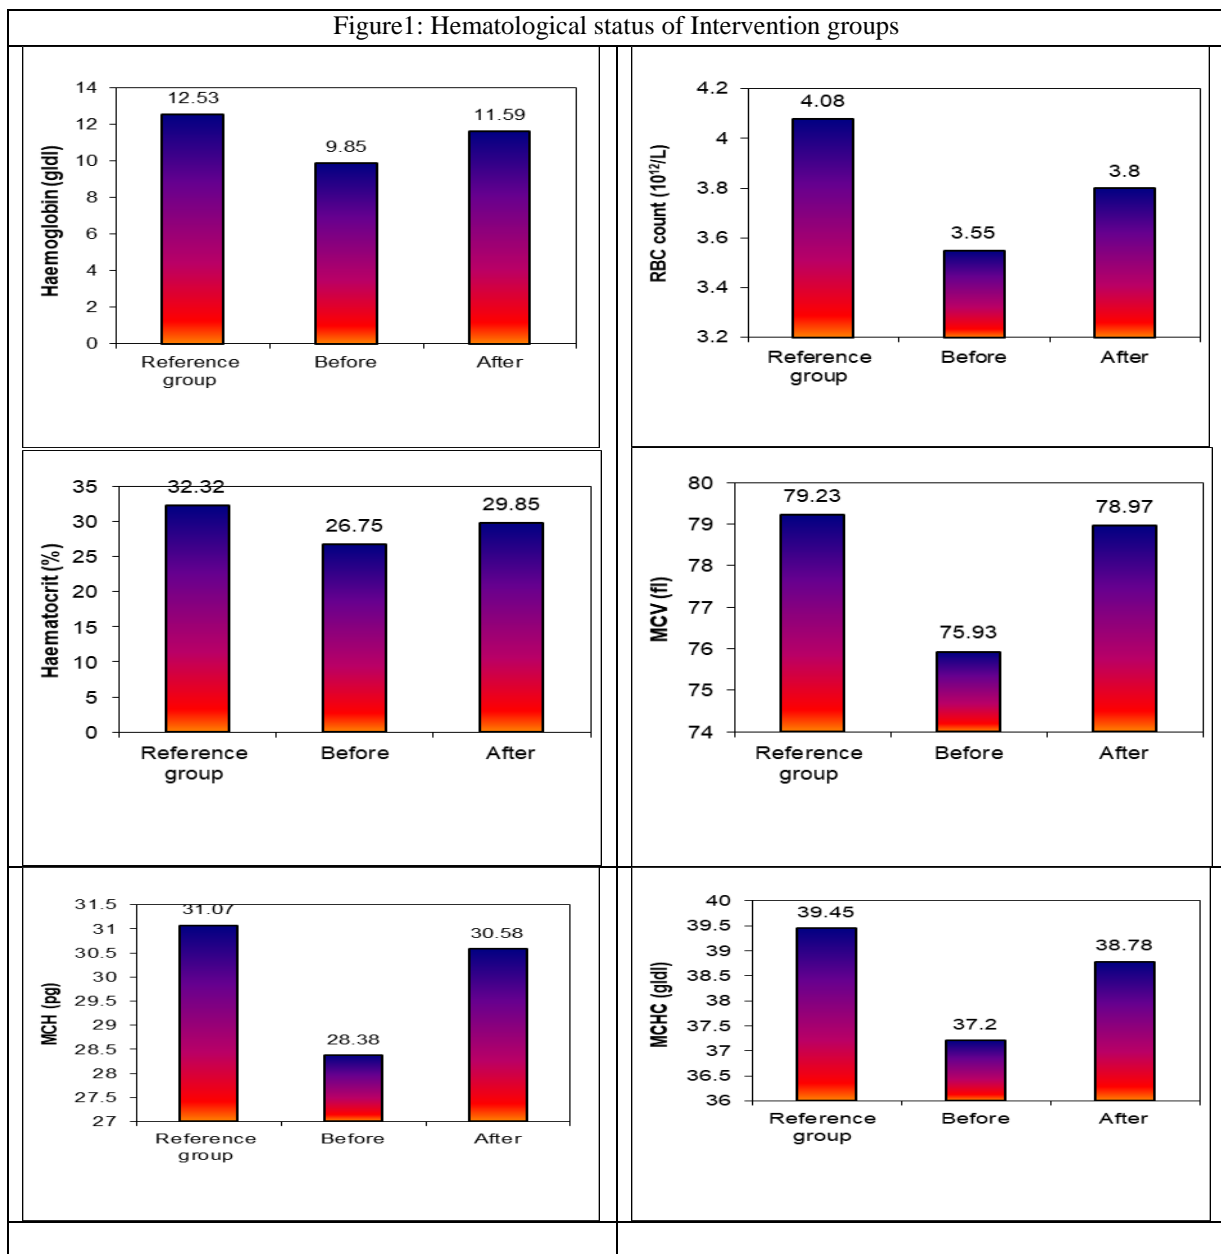 Figure1: Hematological status of Intervention groups
Haemoglobin (gldl)
14
12
10
8
6
4
2
0
12.53
9.85
11.59
Reference group
Before
After
RBC count (10¹²/L)
4.2
4
3.8
3.6
3.4
3.2
4.08
3.55
3.8
Reference group
Before
After
Haematocrit (%)
35
30
25
20
15
10
5
0
32.32
26.75
29.85
Reference group
Before
After
MCV (fl)
80
79
78
77
76
75
74
79.23
75.93
78.97
Reference group
Before
After
MCH (pg)
31.5
31
30.5
30
29.5
29
28.5
28
27.5
27
31.07
28.38
30.58
Reference group
Before
After
MCHC (gldl)
40
39.5
39
38.5
38
37.5
37
36.5
36
39.45
37.2
38.78
Reference group
Before
After